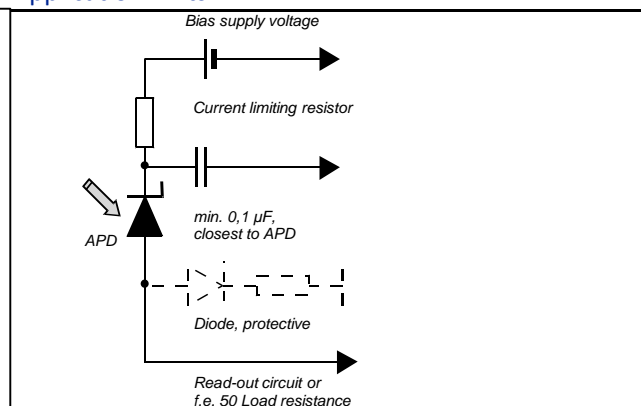 Bias supply voltage
Current limiting resistor
min. 0,1 µF,
closest to APD
APD
Diode, protective
Read-out circuit or
f.e. 50 Load resistance